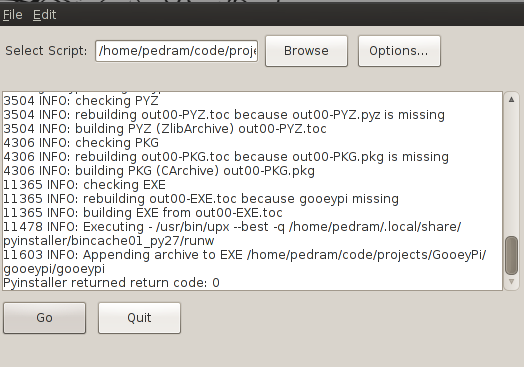 File Edit
Select Script: /home/pedram/code/proje Browse Options...
3504 INFO: checking PYZ
3504 INFO: rebuilding out00-PYZ.toc because out00-PYZ.pyz is missing
3504 INFO: building PYZ (ZlibArchive) out00-PYZ.toc
4306 INFO: checking PKG
4306 INFO: rebuilding out00-PKG.toc because out00-PKG.pkg is missing
4306 INFO: building PKG (CArchive) out00-PKG.pkg
11365 INFO: checking EXE
11365 INFO: rebuilding out00-EXE.toc because gooeypi missing
11365 INFO: building EXE from out00-EXE.toc
11478 INFO: Executing - /usr/bin/upx --best -q /home/pedram/.local/share/
pyinstaller/bincache01_py27/runw
11603 INFO: Appending archive to EXE /home/pedram/code/projects/GooeyPi/
gooeypi/gooeypi
Pyinstaller returned return code: 0
Go Quit